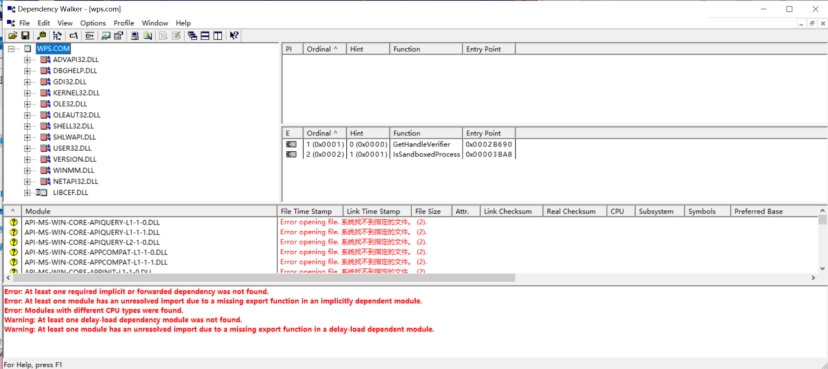 Dependency Walker - [wps.com]
File Edit View Options Profile Window Help
WPS.COM
ADVAPI32.DLL
DBGHELP.DLL
GDI32.DLL
KERNEL32.DLL
OLE32.DLL
OLEAUT32.DLL
SHELL32.DLL
SHLWAPI.DLL
USER32.DLL
VERSION.DLL
WINMM.DLL
NETAPI32.DLL
LIBCEF.DLL
PI Ordinal ^ Hint Function Entry Point
E Ordinal ^ Hint Function Entry Point
1 (0x0001) 0 (0x0000) GetHandleVerifier 0x0002B690
2 (0x0002) 1 (0x0001) IsSandboxedProcess 0x00003BA8
^ Module File Time Stamp Link Time Stamp File Size Attr. Link Checksum Real Checksum CPU Subsystem Symbols Preferred Base
API-MS-WIN-CORE-APIQUERY-L1-1-0.DLL Error opening file. 系统找不到指定的文件。 (2).
API-MS-WIN-CORE-APIQUERY-L1-1-1.DLL Error opening file. 系统找不到指定的文件。 (2).
API-MS-WIN-CORE-APIQUERY-L2-1-0.DLL Error opening file. 系统找不到指定的文件。 (2).
API-MS-WIN-CORE-APPCOMPAT-L1-1-0.DLL Error opening file. 系统找不到指定的文件。 (2).
API-MS-WIN-CORE-APPCOMPAT-L1-1-1.DLL Error opening file. 系统找不到指定的文件。 (2).
API-MS-WIN-CORE-APPINIT-L1-1-0.DLL Error opening file. 系统找不到指定的文件。 (2).
Error: At least one required implicit or forwarded dependency was not found.
Error: At least one module has an unresolved import due to a missing export function in an implicitly dependent module.
Error: Modules with different CPU types were found.
Warning: At least one delay-load dependency module was not found.
Warning: At least one module has an unresolved import due to a missing export function in a delay-load dependent module.
For Help, press F1